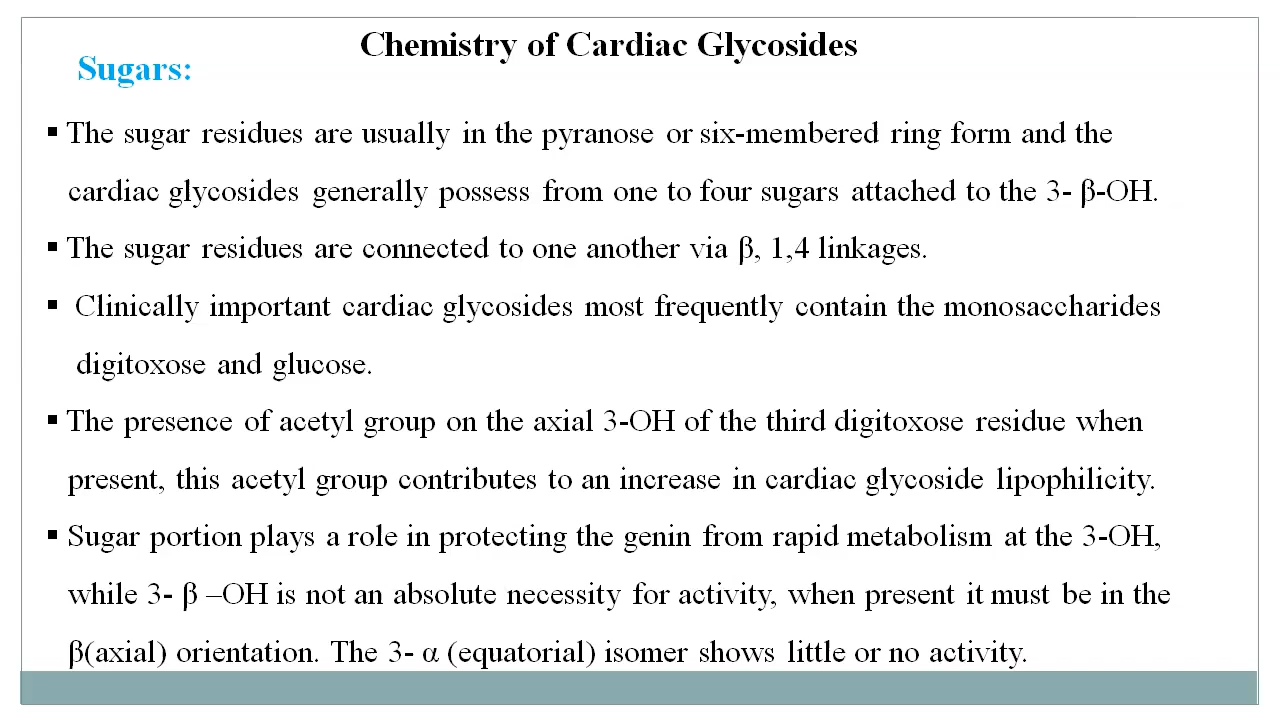 Chemistry of Cardiac Glycosides
Sugars:
▪ The sugar residues are usually in the pyranose or six-membered ring form and the
cardiac glycosides generally possess from one to four sugars attached to the 3- β-OH.
▪ The sugar residues are connected to one another via β, 1,4 linkages.
▪ Clinically important cardiac glycosides most frequently contain the monosaccharides
digitoxose and glucose.
▪ The presence of acetyl group on the axial 3-OH of the third digitoxose residue when
present, this acetyl group contributes to an increase in cardiac glycoside lipophilicity.
▪ Sugar portion plays a role in protecting the genin from rapid metabolism at the 3-OH,
while 3- β –OH is not an absolute necessity for activity, when present it must be in the
β(axial) orientation. The 3- α (equatorial) isomer shows little or no activity.